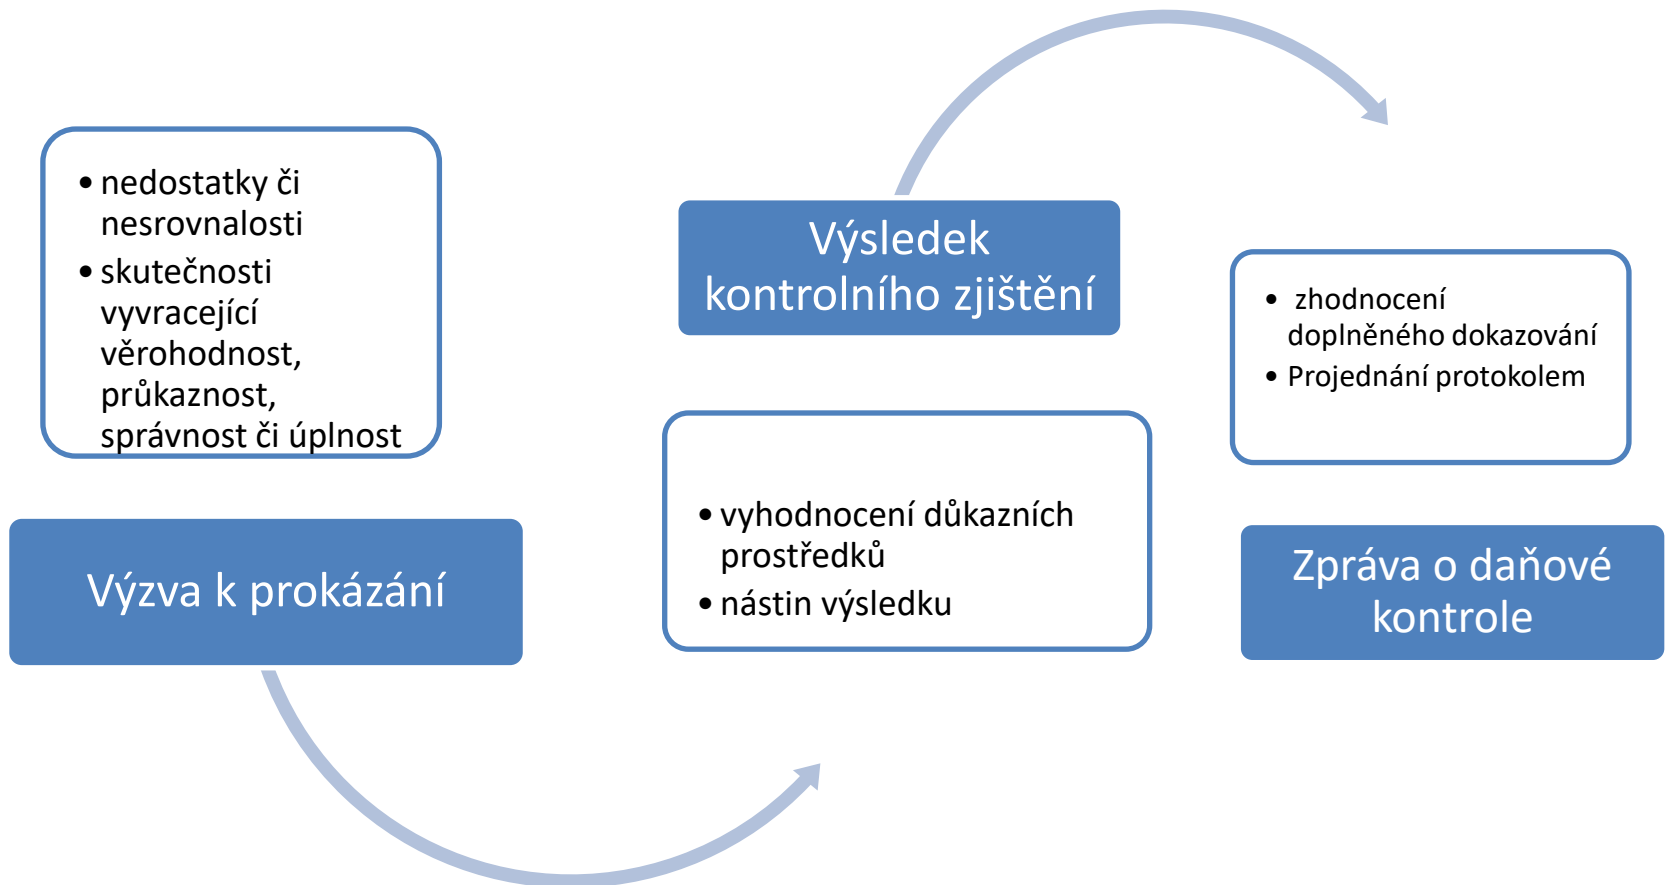 • nedostatky či
nesrovnalosti
• skutečnosti
vyvracející
věrohodnost,
průkaznost,
správnost či úplnost
Výzva k prokázání
Výsledek
kontrolního zjištění
• vyhodnocení důkazních
prostředků
• nástin výsledku
• zhodnocení
doplněného dokazování
• Projednání protokolem
Zpráva o daňové
kontrole